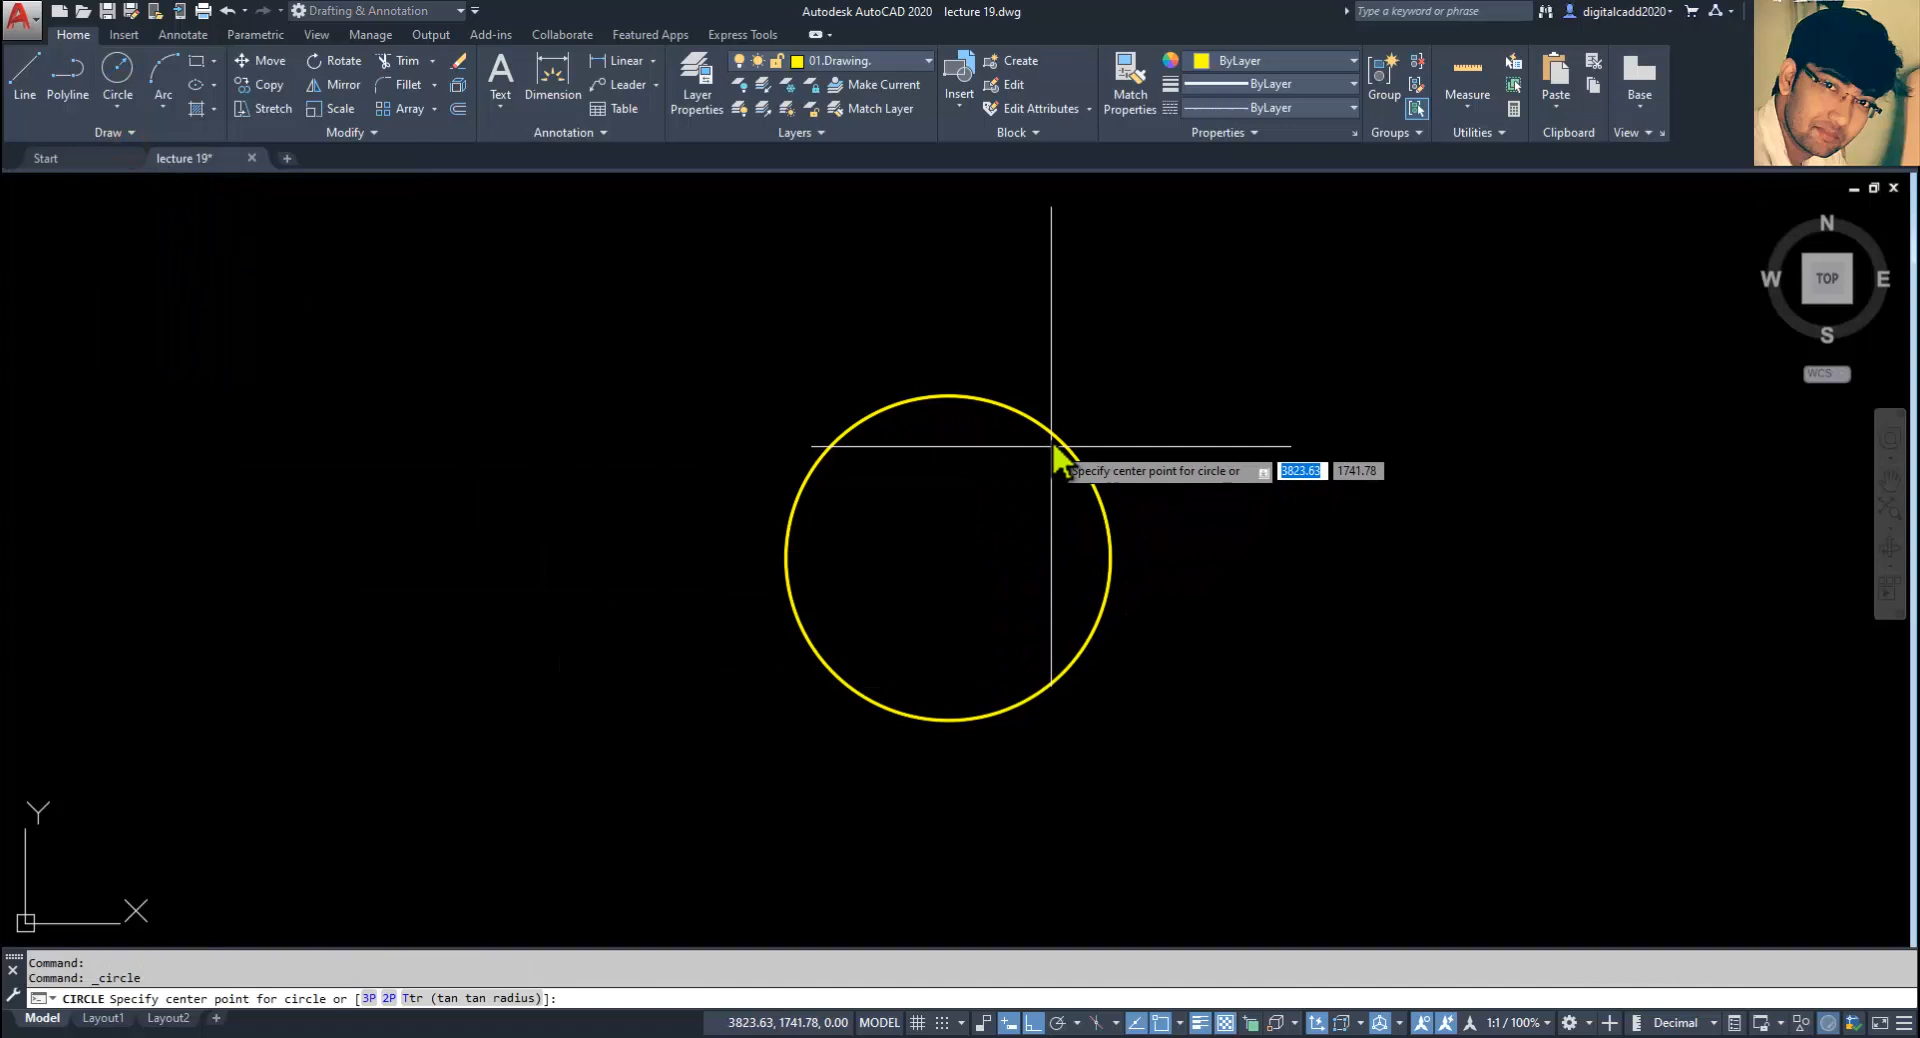 Drafting & Annotation
Autodesk AutoCAD 2020 lecture 19.dwg
Type a keyword or phrase
digitalcadd2020
Home Insert Annotate Parametric View Manage Output Add-ins Collaborate Featured Apps Express Tools
Line Polyline Circle Arc
Move Rotate Trim
Copy Mirror Fillet
Stretch Scale Array
Text Dimension
Linear
Leader
Table
Layer Properties
01.Drawing.
Make Current
Match Layer
Insert
Create
Edit
Edit Attributes
Match Properties
ByLayer
ByLayer
ByLayer
Group Measure Paste Base
Draw Modify Annotation Layers Block Properties Groups Utilities Clipboard View
Start lecture 19*
N
W TOP E
S
WCS
Specify center point for circle or 3823.63 1741.78
Y
X
Command:
Command: _circle
CIRCLE Specify center point for circle or [3P 2P Ttr (tan tan radius)]:
Model Layout1 Layout2
3823.63, 1741.78, 0.00 MODEL 1:1 / 100% Decimal